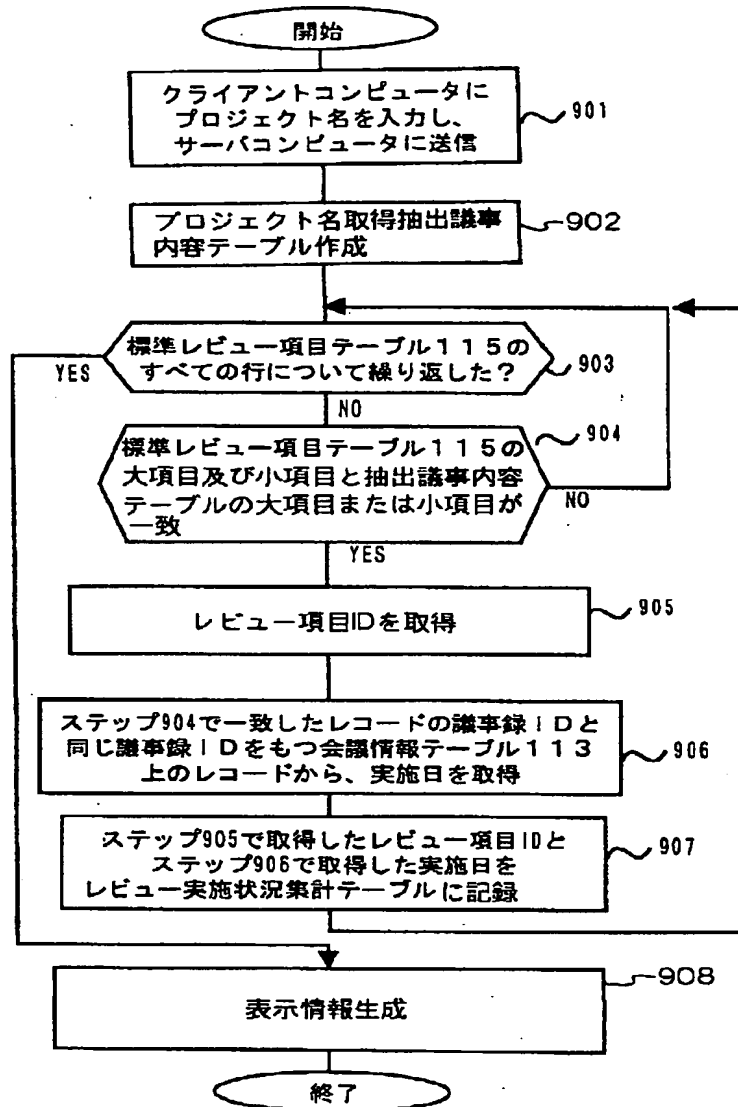 開始
クライアントコンピュータに
プロジェクト名を入力し、
サーバコンピュータに送信
901
プロジェクト名取得抽出議事
内容テーブル作成
902
標準レビュー項目テーブル115の
すべての行について繰り返した?
903
YES
NO
標準レビュー項目テーブル115の
大項目及び小項目と抽出議事内容
テーブルの大項目または小項目が
一致
904
NO
YES
レビュー項目IDを取得
905
ステップ904で一致したレコードの議事録IDと
同じ議事録IDをもつ会議情報テーブル113
上のレコードから、実施日を取得
906
ステップ905で取得したレビュー項目IDと
ステップ906で取得した実施日を
レビュー実施状況集計テーブルに記録
907
表示情報生成
908
終了